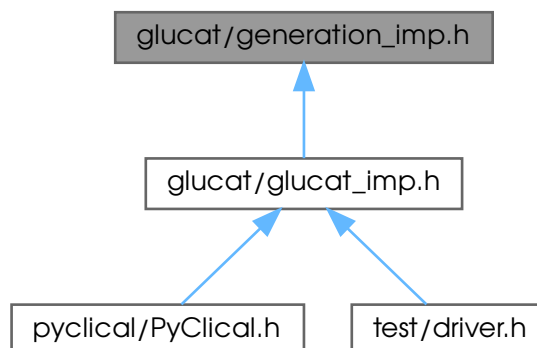 glucat/generation_imp.h
glucat/glucat_imp.h
pyclical/PyClical.h
test/driver.h